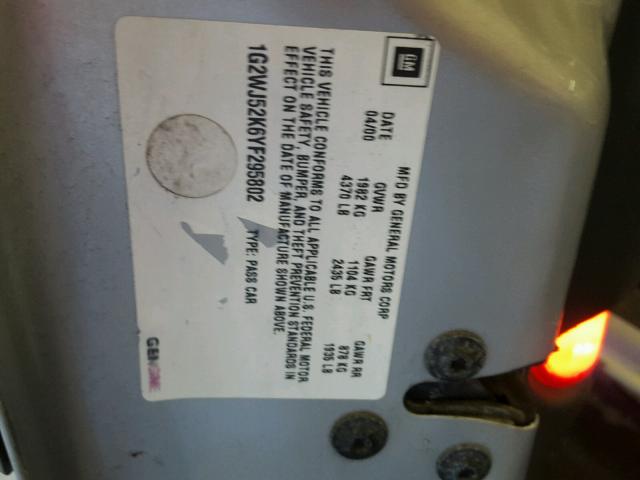 GM
MFD BY GENERAL MOTORS CORP
DATE GVWR GAWR FRT GAWR RR
04/00 1982 KG 1104 KG 878 KG
4370 LB 2435 LB 1935 LB
THIS VEHICLE CONFORMS TO ALL APPLICABLE U.S. FEDERAL MOTOR
VEHICLE SAFETY, BUMPER, AND THEFT PREVENTION STANDARDS IN
EFFECT ON THE DATE OF MANUFACTURE SHOWN ABOVE.
1G2WJ52K6YF295802 TYPE: PASS CAR
GENUINE